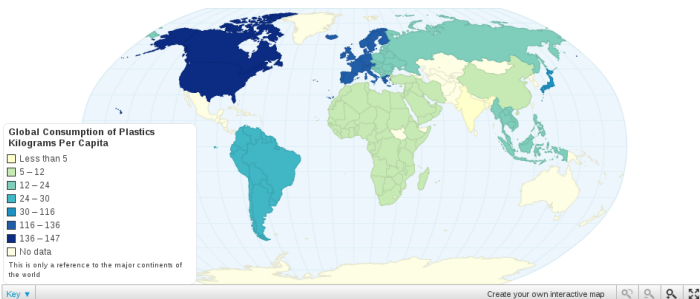 Global Consumption of Plastics
Kilograms Per Capita
Less than 5
5 – 12
12 – 24
24 – 30
30 – 116
116 – 136
136 – 147
No data
This is only a reference to the major continents of
the world
Key ▼
Create your own interactive map